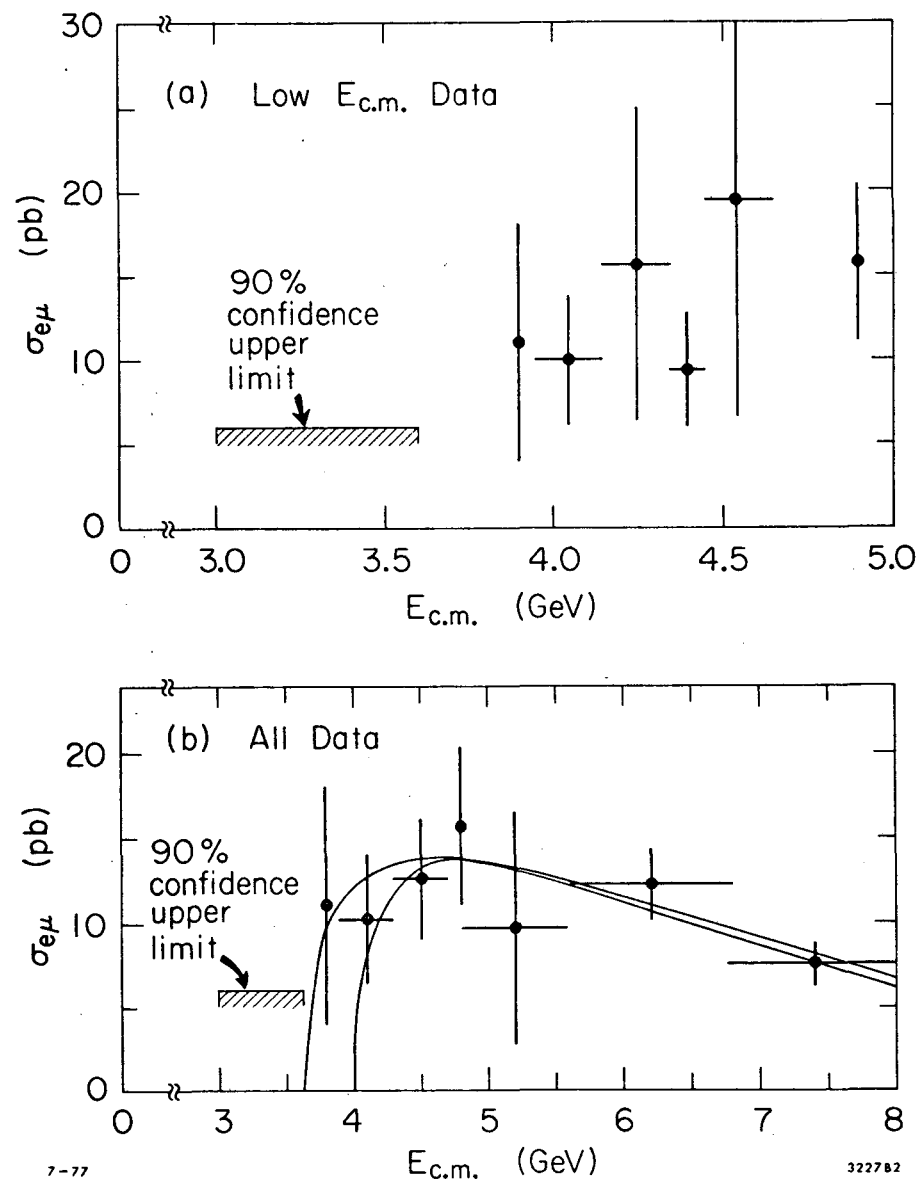 30
(a) Low E_c.m. Data
20
σ_eμ (pb)
90%
confidence
upper
limit
10
0
0 3.0 3.5 4.0 4.5 5.0
E_c.m. (GeV)
(b) All Data
20
σ_eμ (pb)
90%
confidence
upper
limit
10
0
0 3 4 5 6 7 8
E_c.m. (GeV)
7-77
3227B2